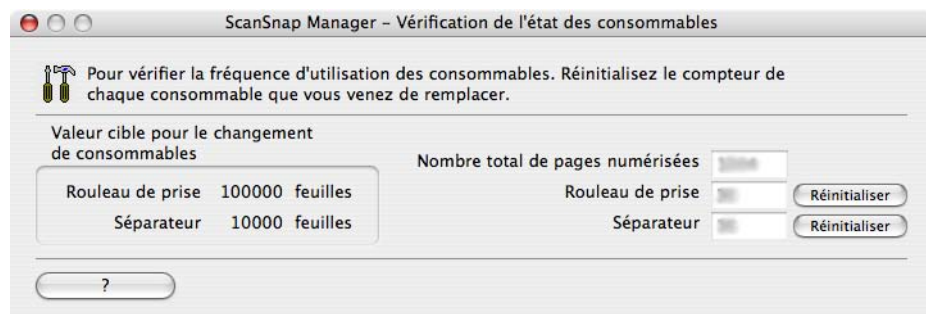 ScanSnap Manager – Vérification de l'état des consommables
Pour vérifier la fréquence d'utilisation des consommables. Réinitialisez le compteur de
chaque consommable que vous venez de remplacer.
Valeur cible pour le changement
de consommables
Rouleau de prise 100000 feuilles
Séparateur 10000 feuilles
Nombre total de pages numérisées
Rouleau de prise Réinitialiser
Séparateur Réinitialiser
?